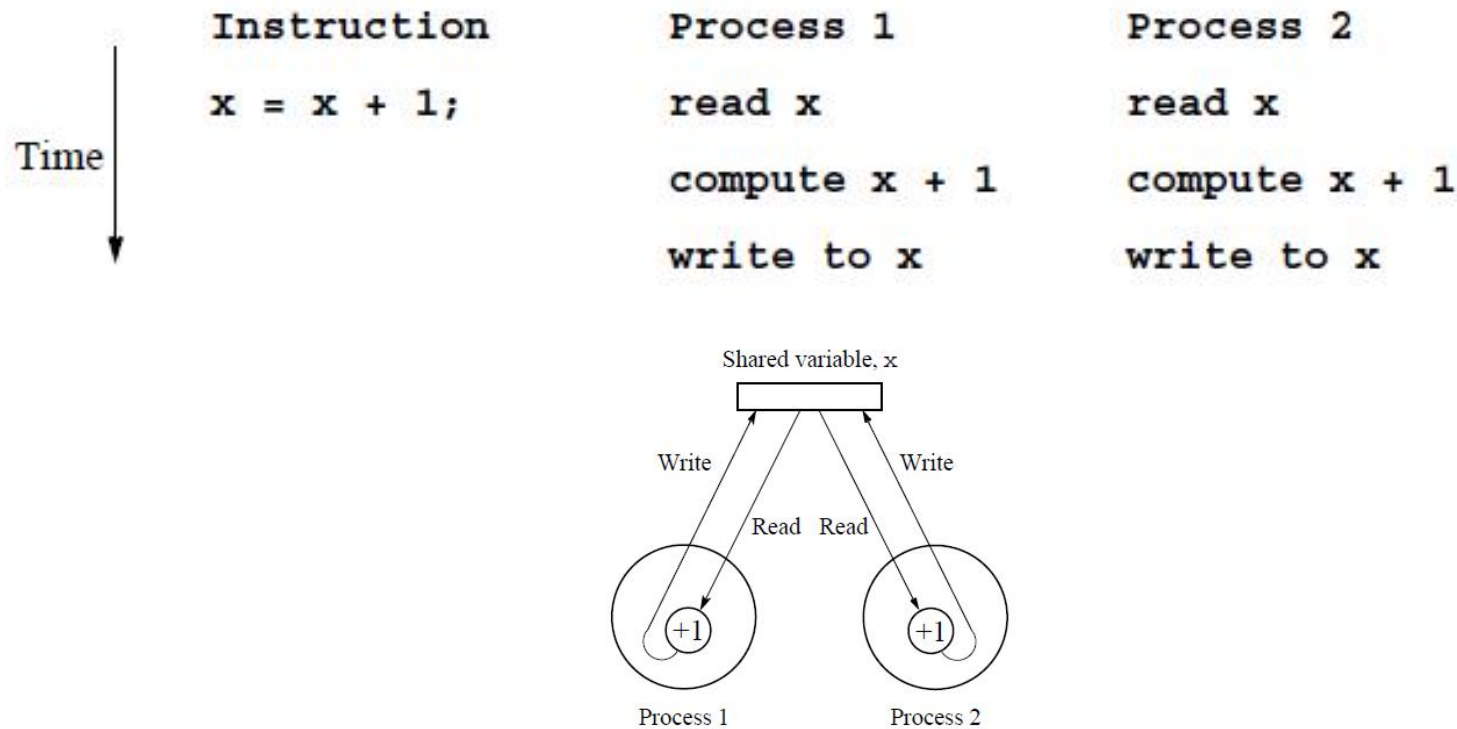 Instruction Process 1 Process 2
x = x + 1; read x read x
Time
compute x + 1 compute x + 1
write to x write to x
Shared variable, x
Write Write
Read Read
+1 +1
Process 1 Process 2